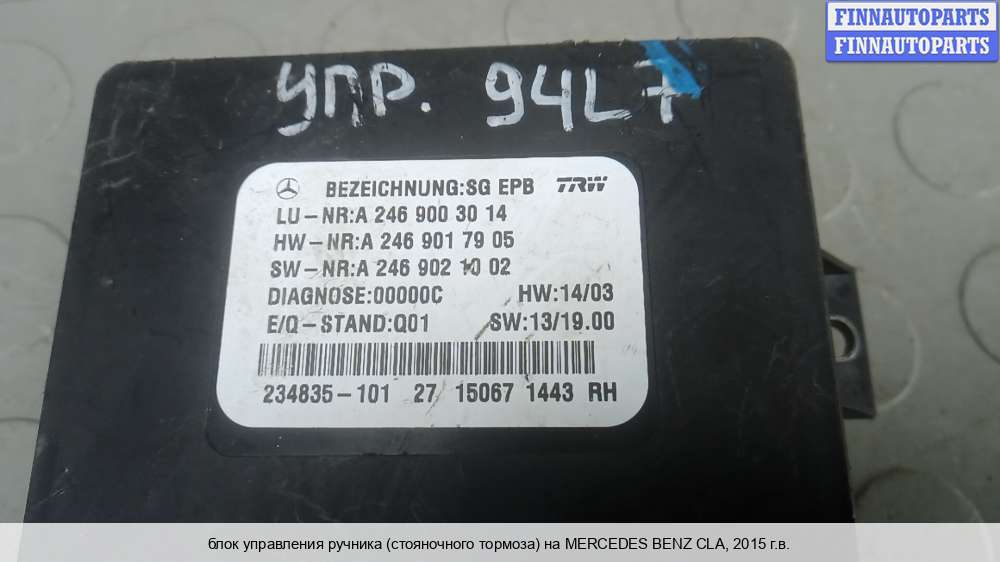 FINNAUTOPARTS
FINNAUTOPARTS
упр. 94L7
BEZEICHNUNG:SG EPB TRW
LU-NR:A 246 900 30 14
HW-NR:A 246 901 79 05
SW-NR:A 246 902 10 02
DIAGNOSE:00000C HW:14/03
E/Q-STAND:Q01 SW:13/19.00
234835-101 27 15067 1443 RH
блок управления ручника (стояночного тормоза) на MERCEDES BENZ CLA, 2015 г.в.